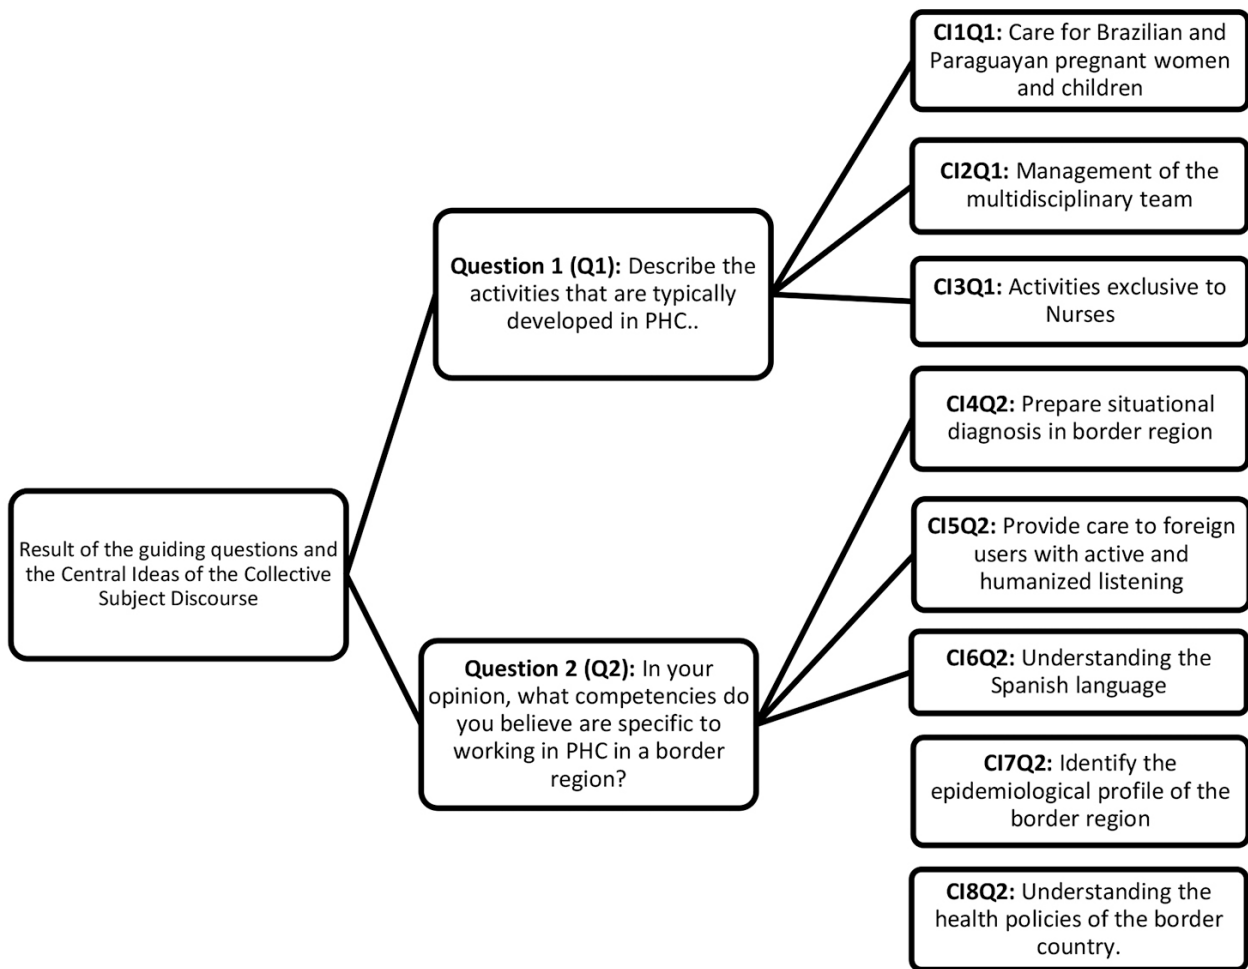 Result of the guiding questions and
the Central Ideas of the Collective
Subject Discourse
Question 1 (Q1): Describe the
activities that are typically
developed in PHC..
CI1Q1: Care for Brazilian and
Paraguayan pregnant women
and children
CI2Q1: Management of the
multidisciplinary team
CI3Q1: Activities exclusive to
Nurses
Question 2 (Q2): In your
opinion, what competencies do
you believe are specific to
working in PHC in a border
region?
CI4Q2: Prepare situational
diagnosis in border region
CI5Q2: Provide care to foreign
users with active and
humanized listening
CI6Q2: Understanding the
Spanish language
CI7Q2: Identify the
epidemiological profile of the
border region
CI8Q2: Understanding the
health policies of the border
country.